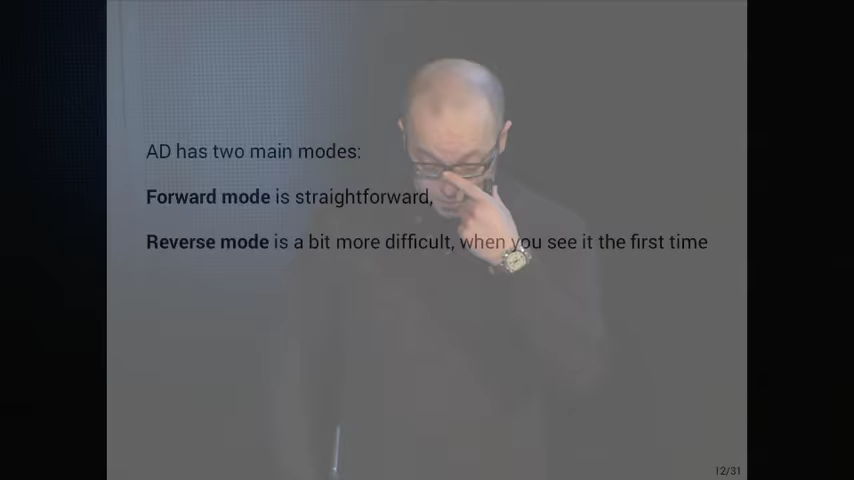 AD has two main modes:
Forward mode is straightforward,
Reverse mode is a bit more difficult, when you see it the first time
12/31